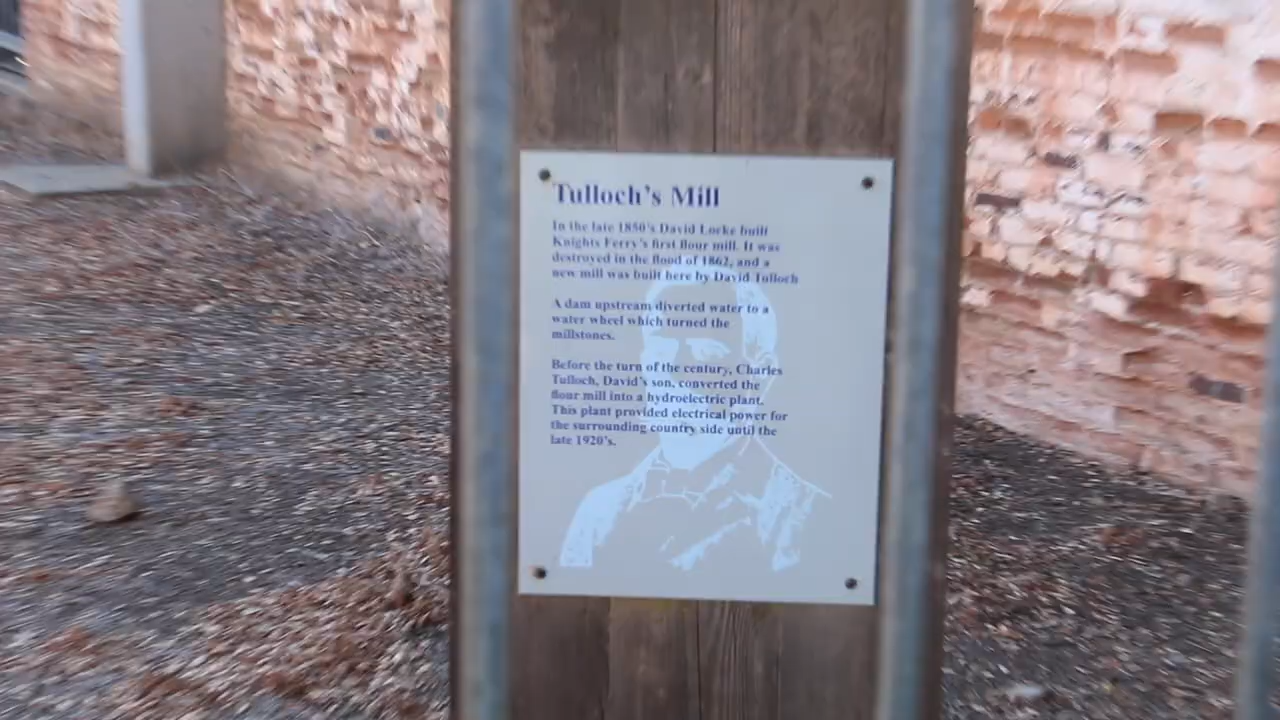 Tulloch's Mill
In the late 1850's David Locke built
Knights Ferry's first flour mill. It was
destroyed in the flood of 1862, and a
new mill was built here by David Tulloch
A dam upstream diverted water to a
water wheel which turned the
millstones.
Before the turn of the century, Charles
Tulloch, David's son, converted the
flour mill into a hydroelectric plant.
This plant provided electrical power for
the surrounding country side until the
late 1920's.